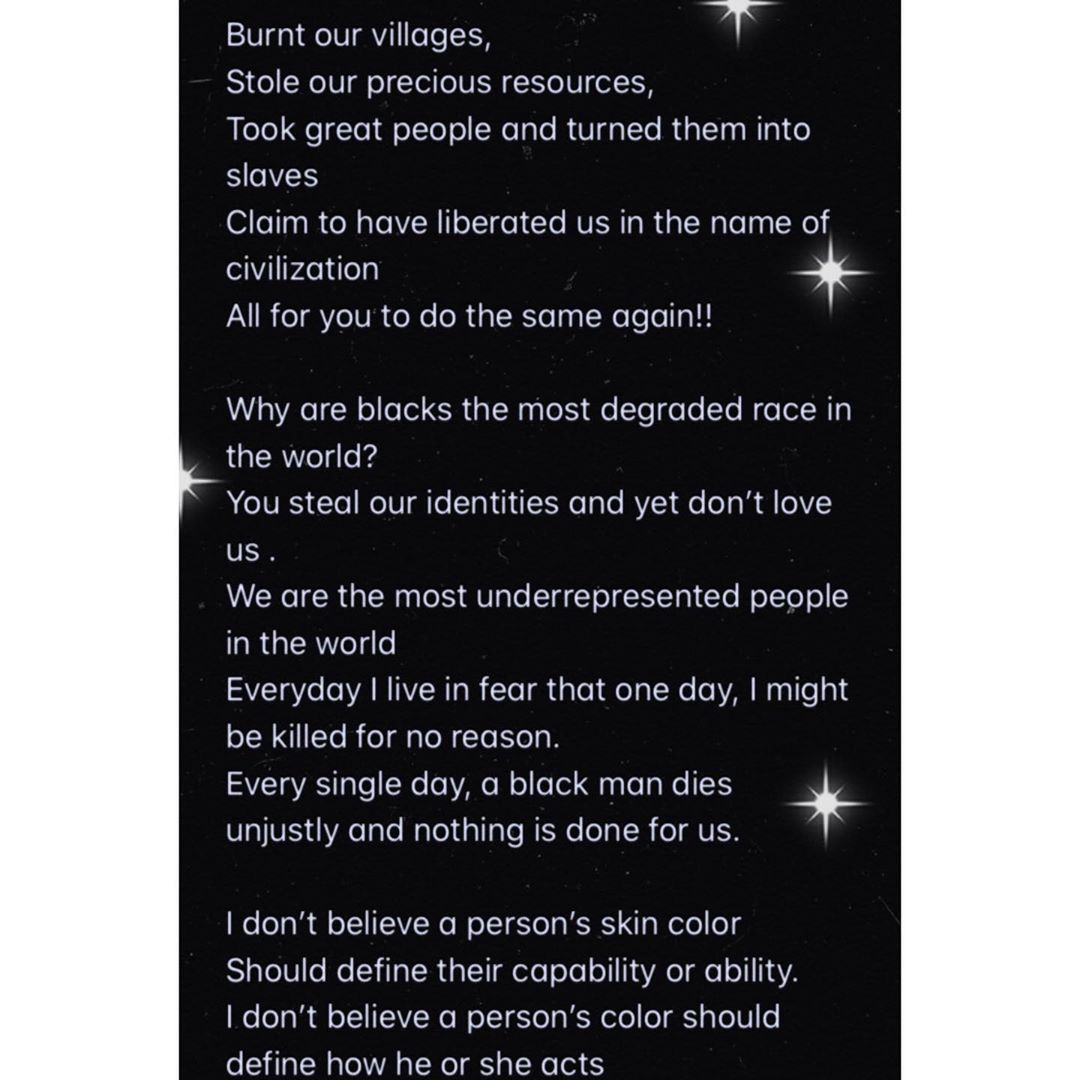 Burnt our villages,
Stole our precious resources,
Took great people and turned them into
slaves
Claim to have liberated us in the name of
civilization
All for you to do the same again!!
Why are blacks the most degraded race in
the world?
You steal our identities and yet don’t love
us .
We are the most underrepresented people
in the world
Everyday I live in fear that one day, I might
be killed for no reason.
Every single day, a black man dies
unjustly and nothing is done for us.
I don’t believe a person’s skin color
Should define their capability or ability.
I don’t believe a person’s color should
define how he or she acts